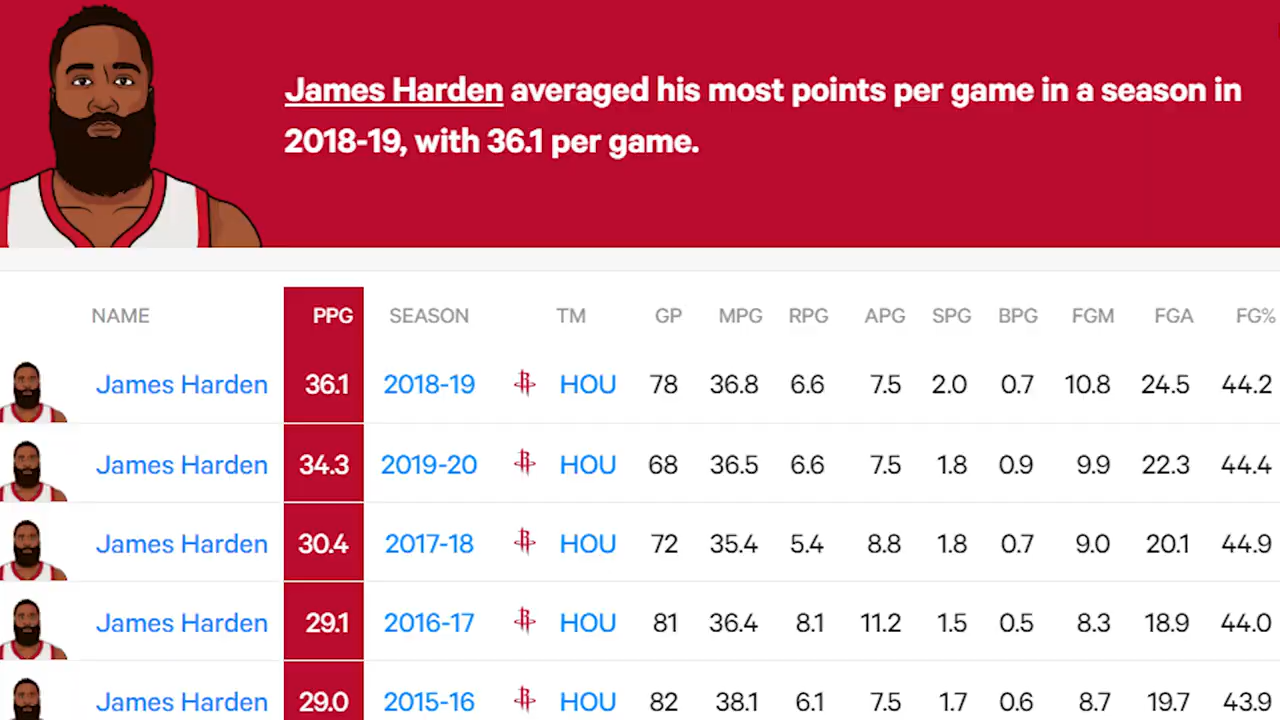 James Harden averaged his most points per game in a season in
2018-19, with 36.1 per game.
NAME PPG SEASON TM GP MPG RPG APG SPG BPG FGM FGA FG%
James Harden 36.1 2018-19 HOU 78 36.8 6.6 7.5 2.0 0.7 10.8 24.5 44.2
James Harden 34.3 2019-20 HOU 68 36.5 6.6 7.5 1.8 0.9 9.9 22.3 44.4
James Harden 30.4 2017-18 HOU 72 35.4 5.4 8.8 1.8 0.7 9.0 20.1 44.9
James Harden 29.1 2016-17 HOU 81 36.4 8.1 11.2 1.5 0.5 8.3 18.9 44.0
James Harden 29.0 2015-16 HOU 82 38.1 6.1 7.5 1.7 0.6 8.7 19.7 43.9